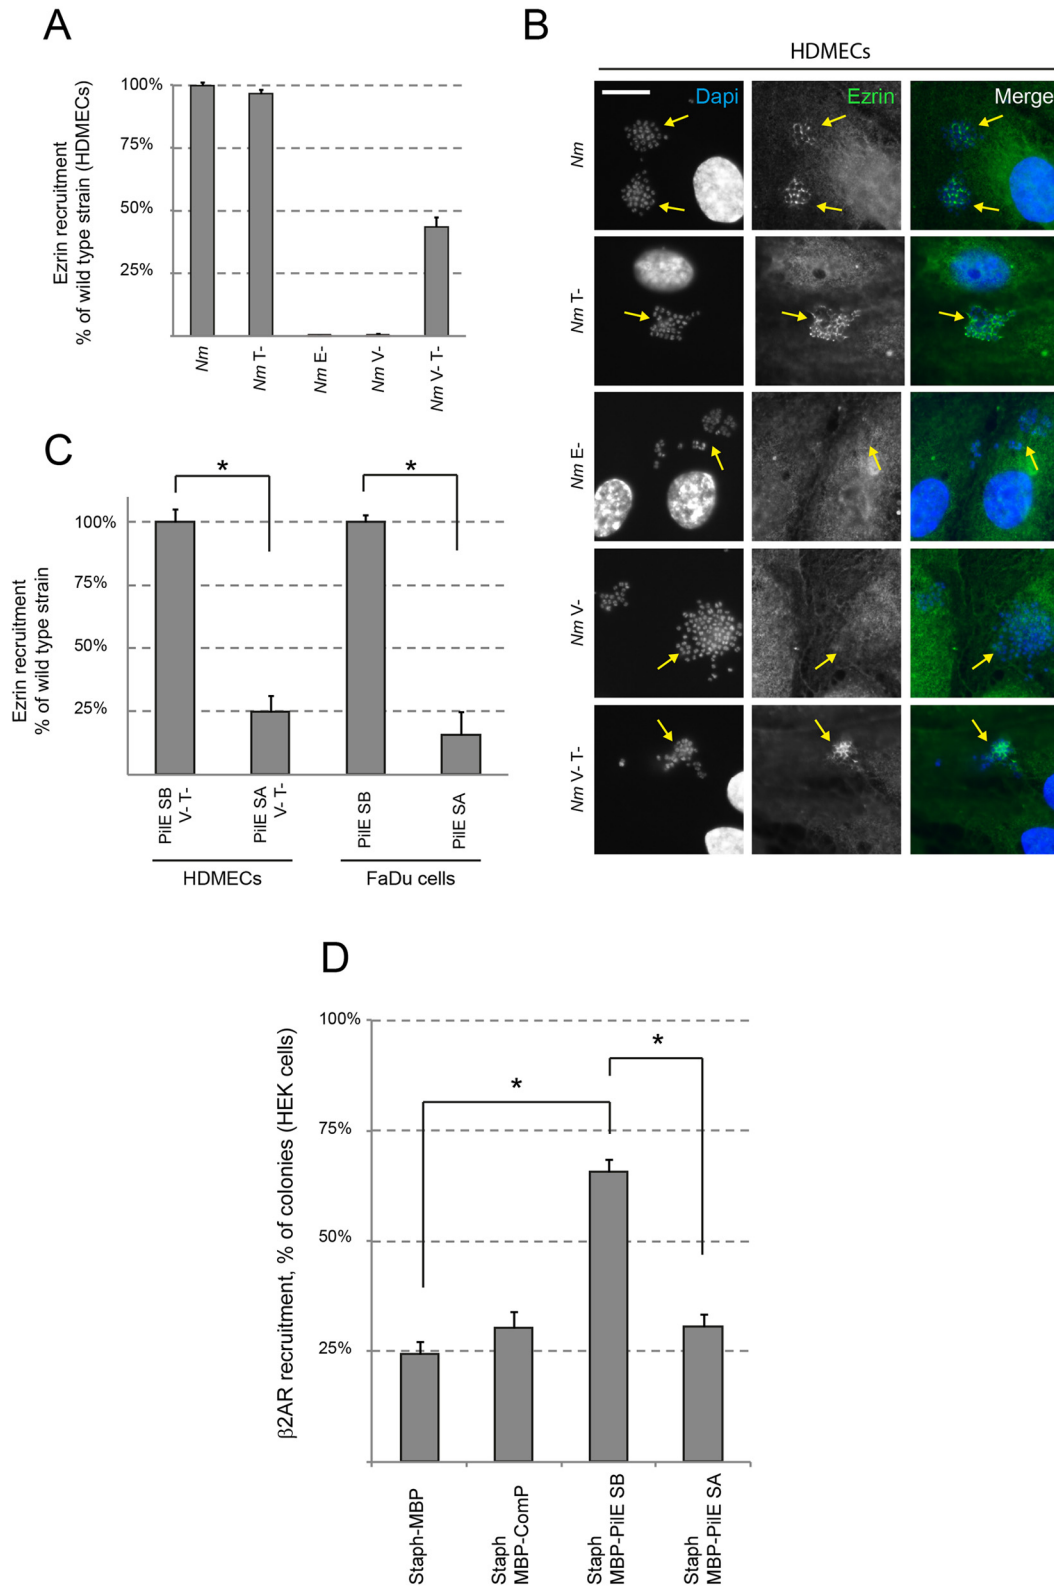 A
Ezrin recruitment
% of wild type strain (HDMECs)
100%
75%
50%
25%
Nm
Nm T-
Nm E-
Nm V-
Nm V- T-
B
HDMECs
Dapi
Ezrin
Merge
Nm
Nm T-
Nm E-
Nm V-
Nm V- T-
C
Ezrin recruitment
% of wild type strain
100%
75%
50%
25%
*
*
PilE SB
V- T-
PilE SA
V- T-
PilE SB
PilE SA
HDMECs
FaDu cells
D
β2AR recruitment, % of colonies (HEK cells)
100%
75%
50%
25%
*
*
Staph-MBP
Staph
MBP-ComP
Staph
MBP-PilE SB
Staph
MBP-PilE SA